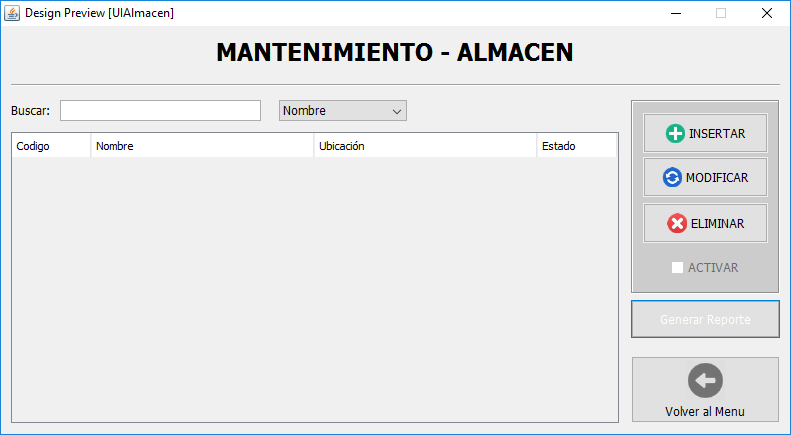 Design Preview [UIAlmacen]
MANTENIMIENTO - ALMACEN
Buscar: Nombre
Codigo Nombre Ubicación Estado
INSERTAR
MODIFICAR
ELIMINAR
ACTIVAR
Generar Reporte
Volver al Menu